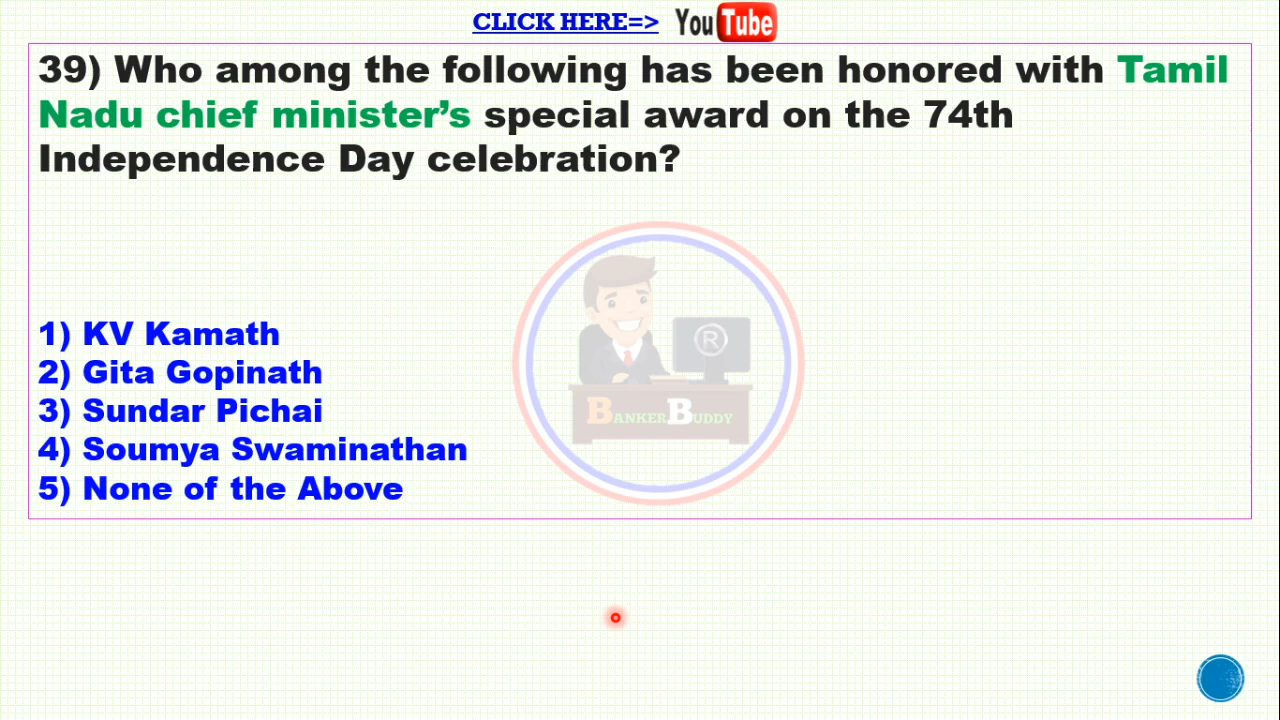 CLICK HERE=> YouTube
39) Who among the following has been honored with Tamil
Nadu chief minister’s special award on the 74th
Independence Day celebration?
1) KV Kamath
2) Gita Gopinath
3) Sundar Pichai
4) Soumya Swaminathan
5) None of the Above
®
BANKERBUDDY